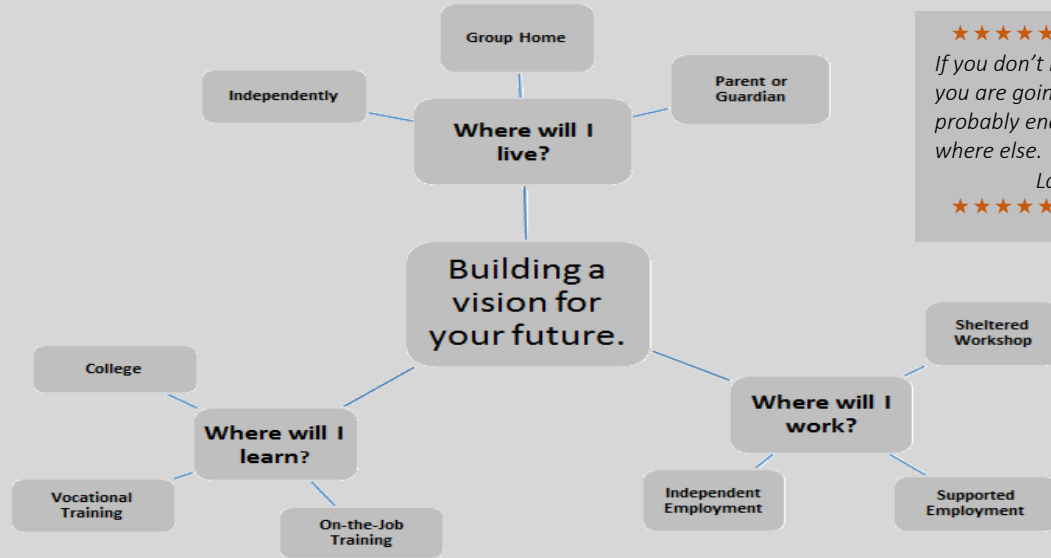 Group Home
Independently
Parent or
Guardian
Where will I
live?
If you don’t
you are
probably
where else.
Building a
vision for
your future.
Sheltered
Workshop
College
Where will I
work?
Where will I
learn?
Vocational
Training
On-the-Job
Training
Independent
Employment
Supported
Employment